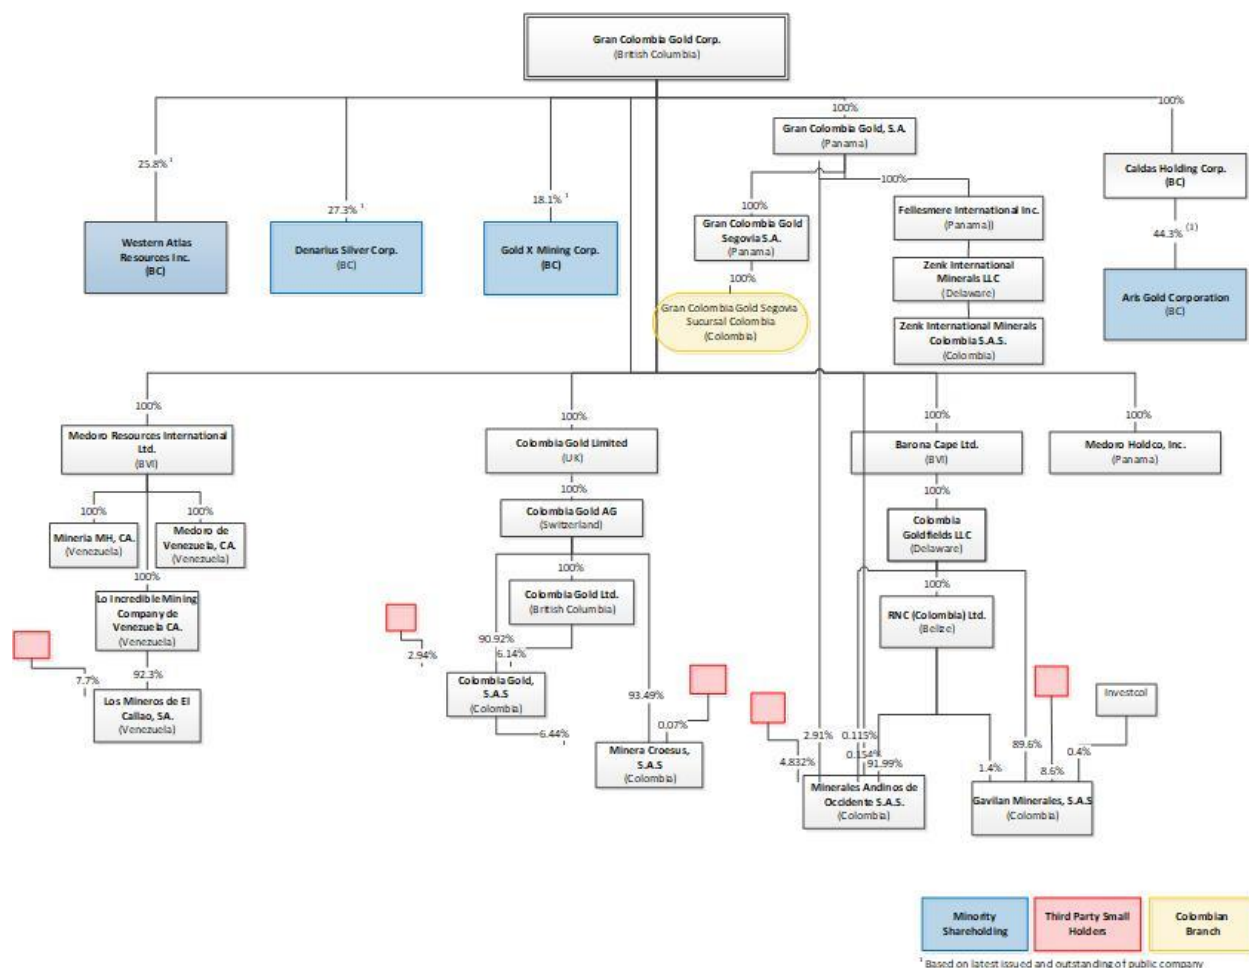 Gran Colombia Gold Corp.
(British Columbia)
100%
100%
Gran Colombia Gold, S.A.
(Panama)
25.8% ¹
27.3% ¹
18.1% ¹
100%
Caldas Holding Corp.
(BC)
100%
Fellesmere International Inc.
(Panama))
44.3% (1)
Western Atlas
Resources Inc.
(BC)
Denarius Silver Corp.
(BC)
Gold X Mining Corp.
(BC)
Gran Colombia Gold
Segovia S.A.
(Panama)
100%
Zenk International
Minerals LLC
(Delaware)
Aris Gold Corporation
(BC)
Gran Colombia Gold Segovia
Sucursal Colombia
(Colombia)
Zenk International Minerals
Colombia S.A.S.
(Colombia)
100%
100%
100%
100%
Medoro Resources International
Ltd.
(BVI)
Colombia Gold Limited
(UK)
Barona Cape Ltd.
(BVI)
Medoro Holdco, Inc.
(Panama)
100%
100%
100%
100%
Mineria MH, CA.
(Venezuela)
Medoro de
Venezuela, CA.
(Venezuela)
Colombia Gold AG
(Switzerland)
Colombia
Goldfields LLC
(Delaware)
100%
100%
100%
Lo Incredible Mining
Company de
Venezuela CA.
(Venezuela)
Colombia Gold Ltd.
(British Columbia)
RNC (Colombia) Ltd.
(Belize)
2.94%
90.92%
6.14%
7.7%
92.3%
Los Mineros de El
Callao, SA.
(Venezuela)
Colombia Gold,
S.A.S
(Colombia)
93.49%
0.07%
6.44%
Minera Croesus,
S.A.S
(Colombia)
Investcol
2.91%
0.115%
0.154%
4.832%
91.99%
89.6%
0.4%
1.4%
8.6%
Minerales Andinos de
Occidente S.A.S.
(Colombia)
Gavilan Minerales, S.A.S
(Colombia)
Minority
Shareholding
Third Party Small
Holders
Colombian
Branch
¹ Based on latest issued and outstanding of public company